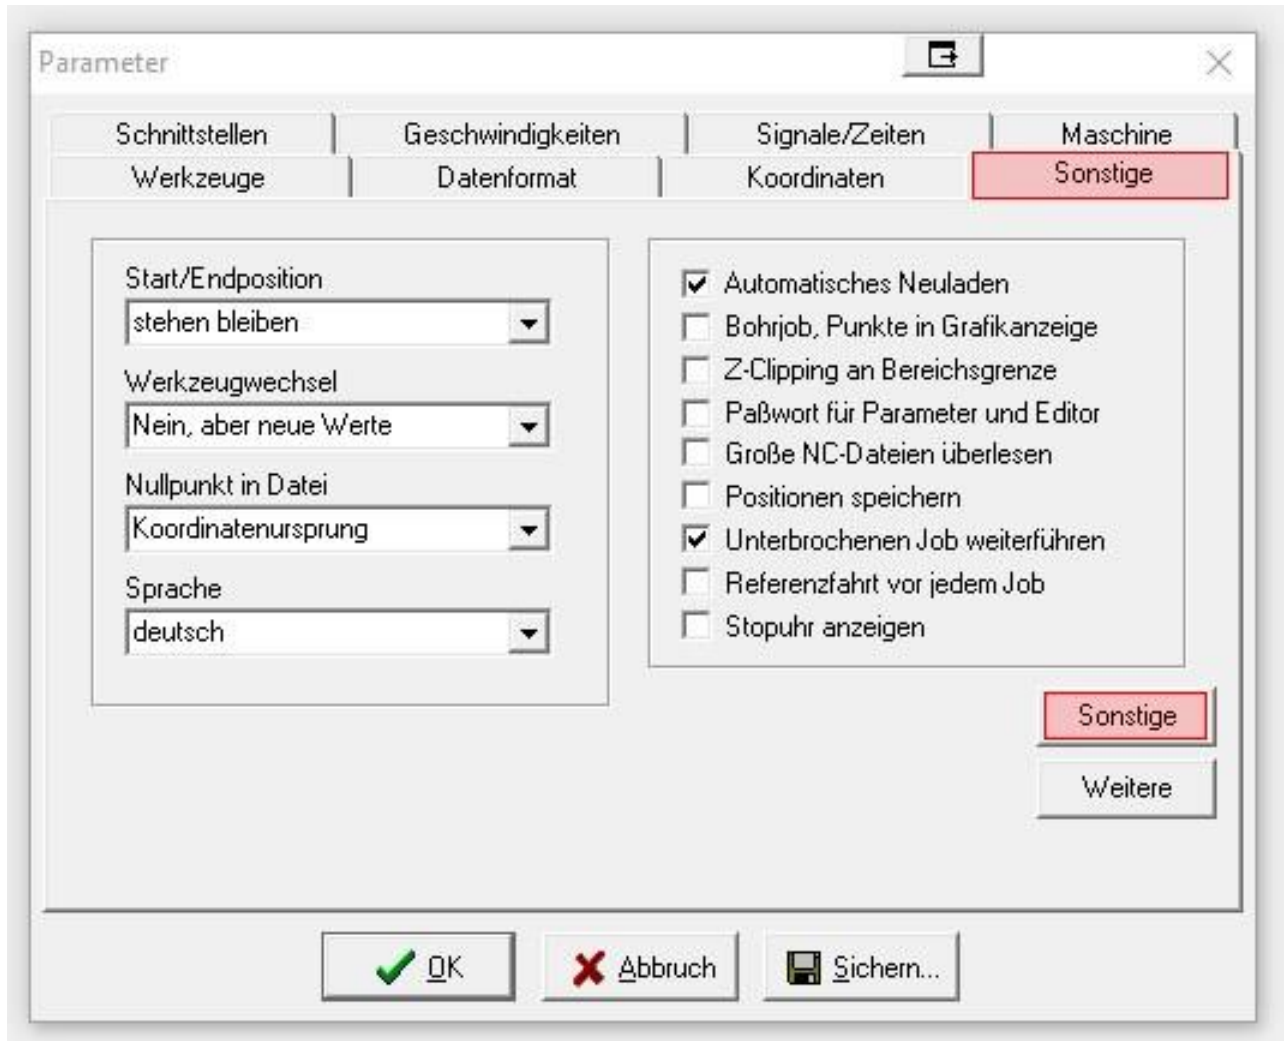 Parameter
Schnittstellen
Geschwindigkeiten
Signale/Zeiten
Maschine
Werkzeuge
Datenformat
Koordinaten
Sonstige
Start/Endposition
stehen bleiben
Werkzeugwechsel
Nein, aber neue Werte
Nullpunkt in Datei
Koordinatenursprung
Sprache
deutsch
Automatisches Neuladen
Bohrjob, Punkte in Grafikanzeige
Z-Clipping an Bereichsgrenze
Paßwort für Parameter und Editor
Große NC-Dateien überlesen
Positionen speichern
Unterbrochenen Job weiterführen
Referenzfahrt vor jedem Job
Stopuhr anzeigen
Sonstige
Weitere
OK
Abbruch
Sichern...